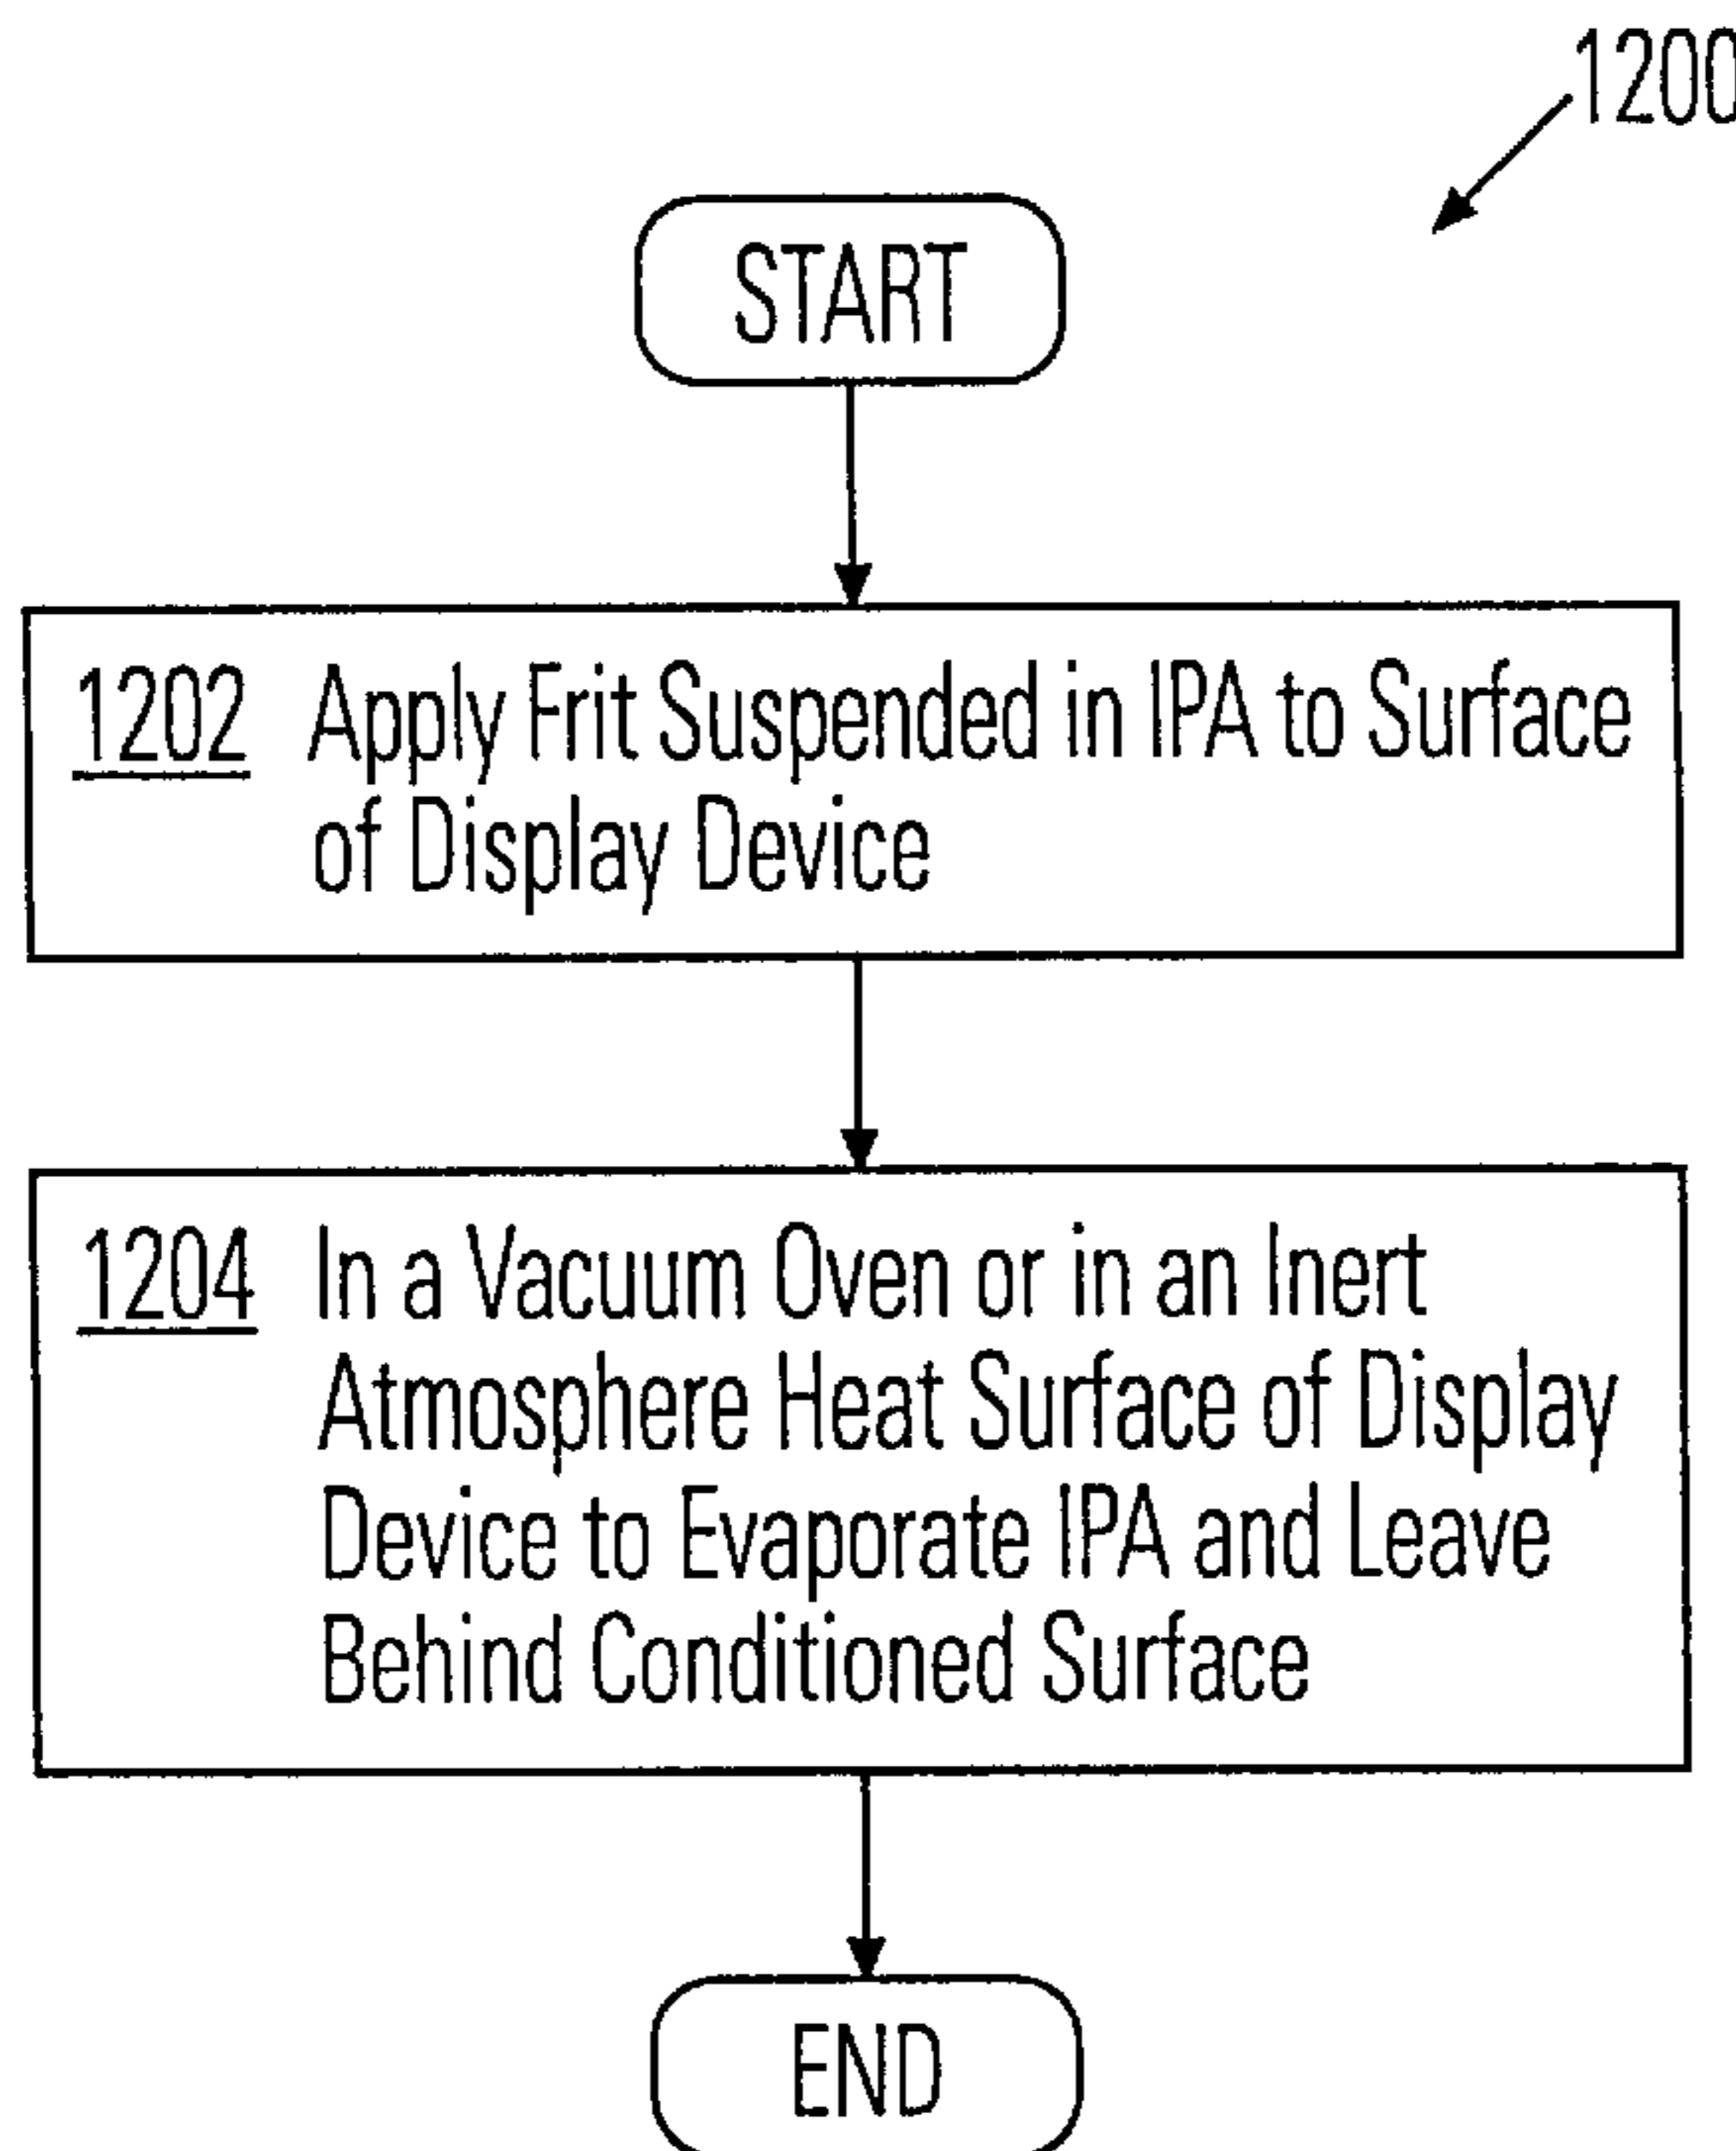 1200
START
1202 Apply Frit Suspended in IPA to Surface
of Display Device
1204 In a Vacuum Oven or in an Inert
Atmosphere Heat Surface of Display
Device to Evaporate IPA and Leave
Behind Conditioned Surface
END